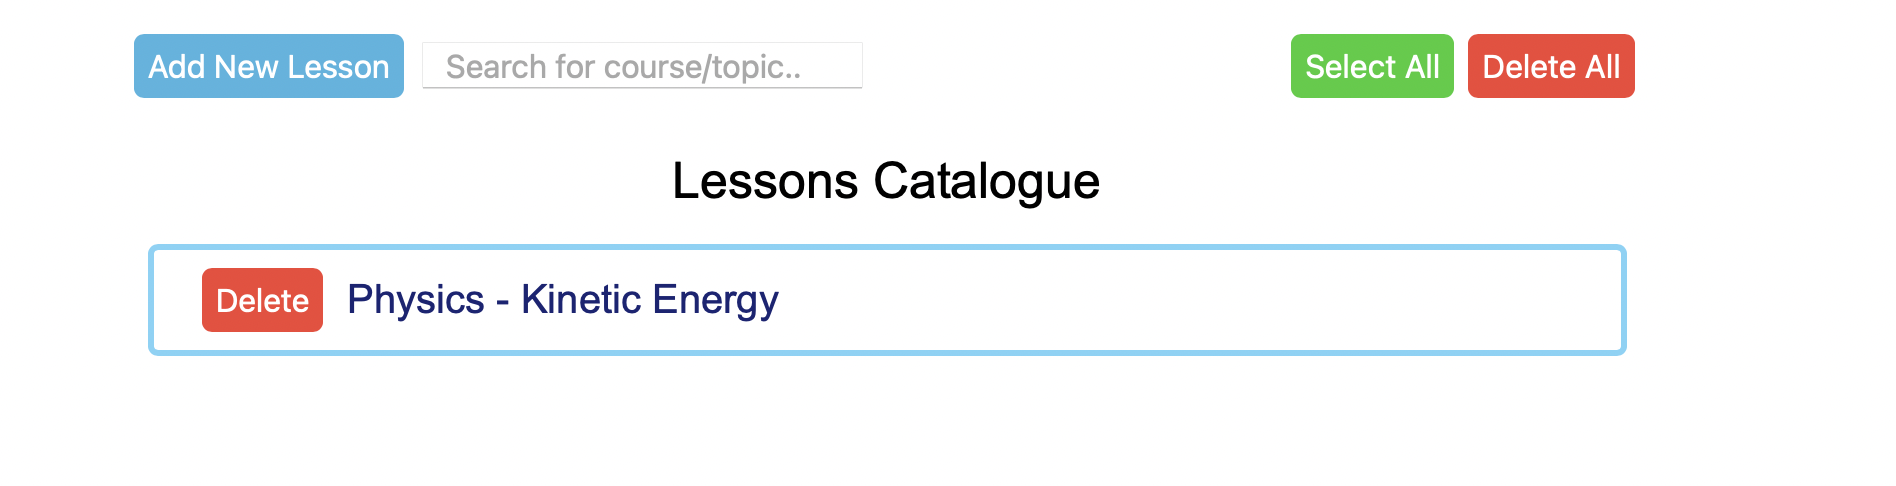 Add New Lesson Search for course/topic.. Select All Delete All
Lessons Catalogue
Delete Physics - Kinetic Energy